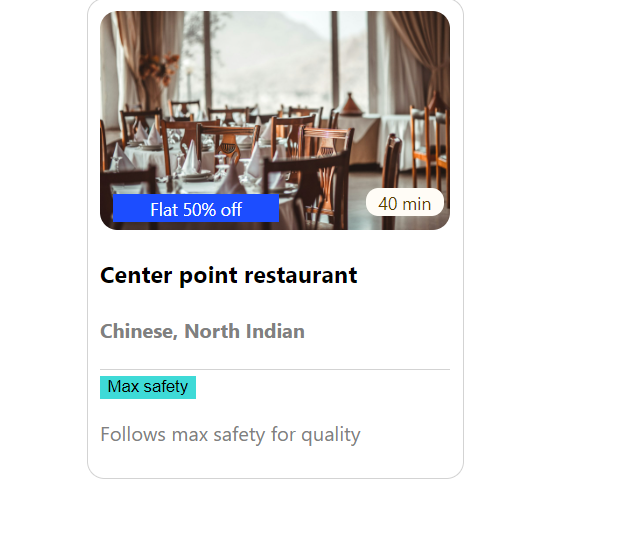 Flat 50% off
40 min
Center point restaurant
Chinese, North Indian
Max safety
Follows max safety for quality